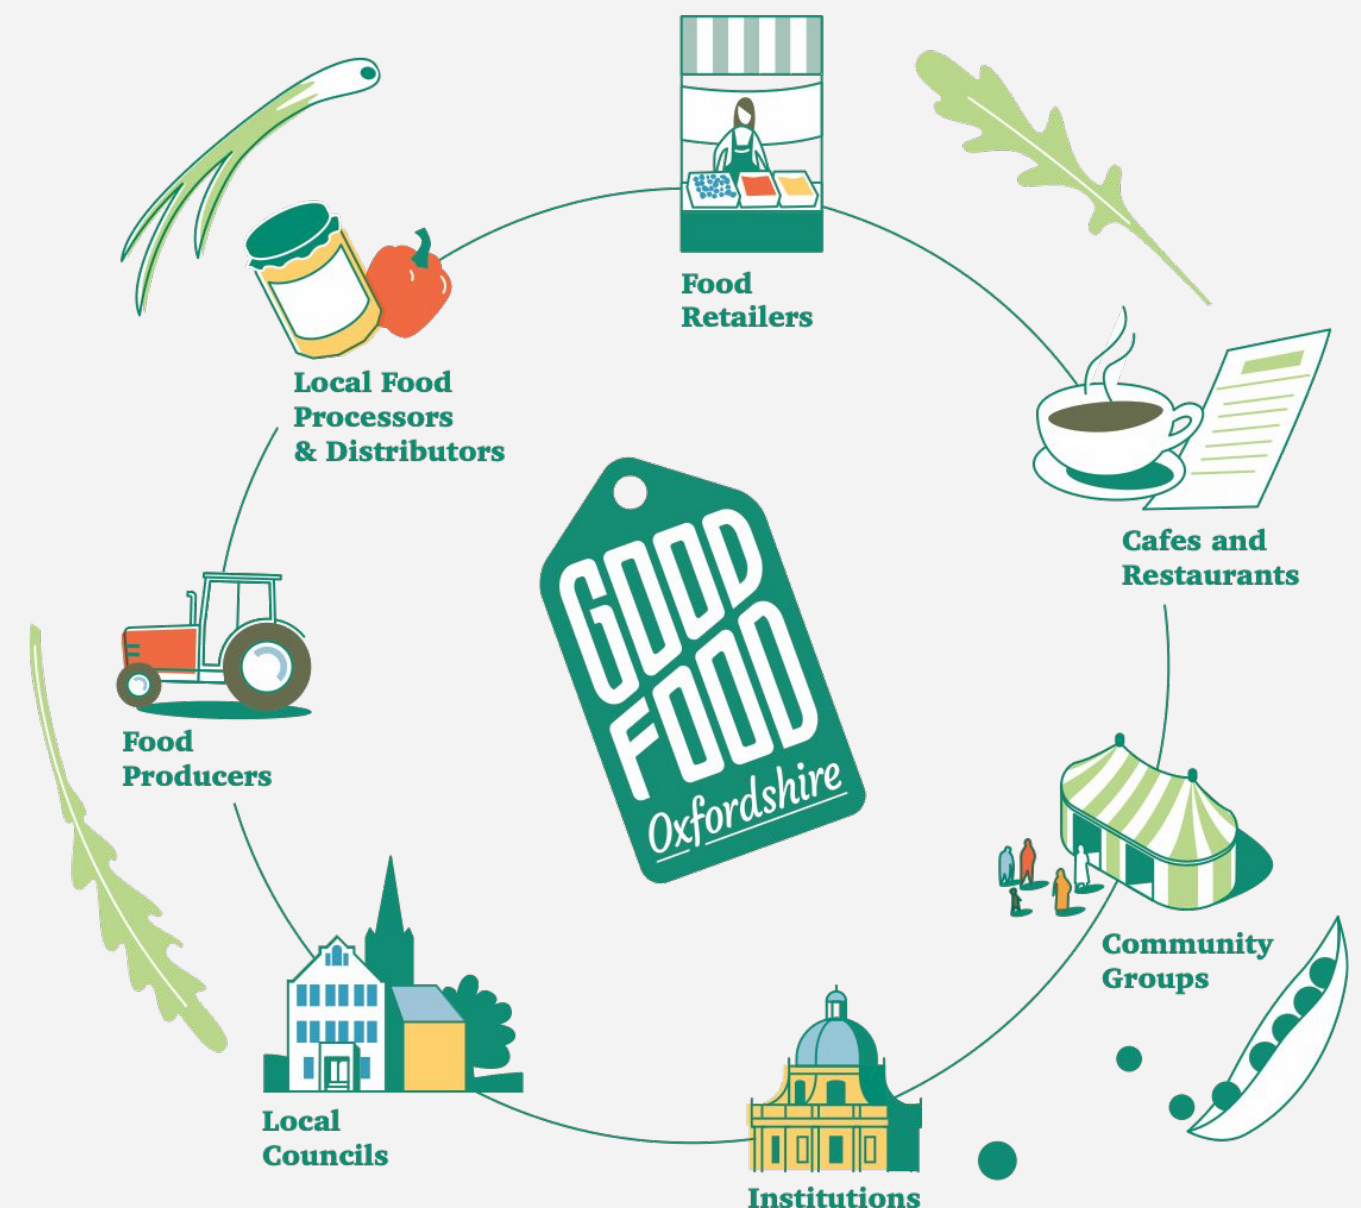 Food
Retailers
Local Food
Processors
& Distributors
Cafes and
Restaurants
GOOD
FOOD
Oxfordshire
Food
Producers
Community
Groups
Local
Councils
Institutions